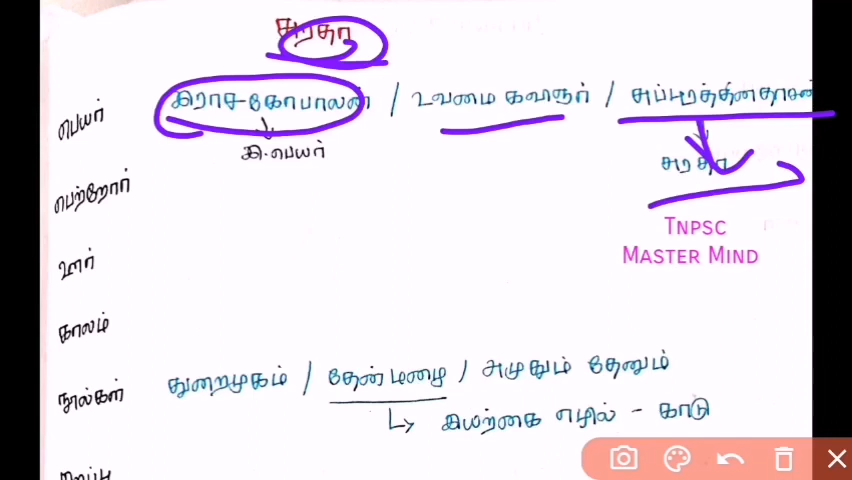 சுரதா
பெயர் இராச கோபாலன் / உவமை கவிஞர் / சுப்புரத்தினதாசன்
இ.பெயர் சுரதா
பெற்றோர்
TNPSC
MASTER MIND
ஊர்
காலம்
நூல்கள் துறைமுகம் / தேன்மழை / அமுதும் தேனும்
↳ இயற்கை எழில் - காடு